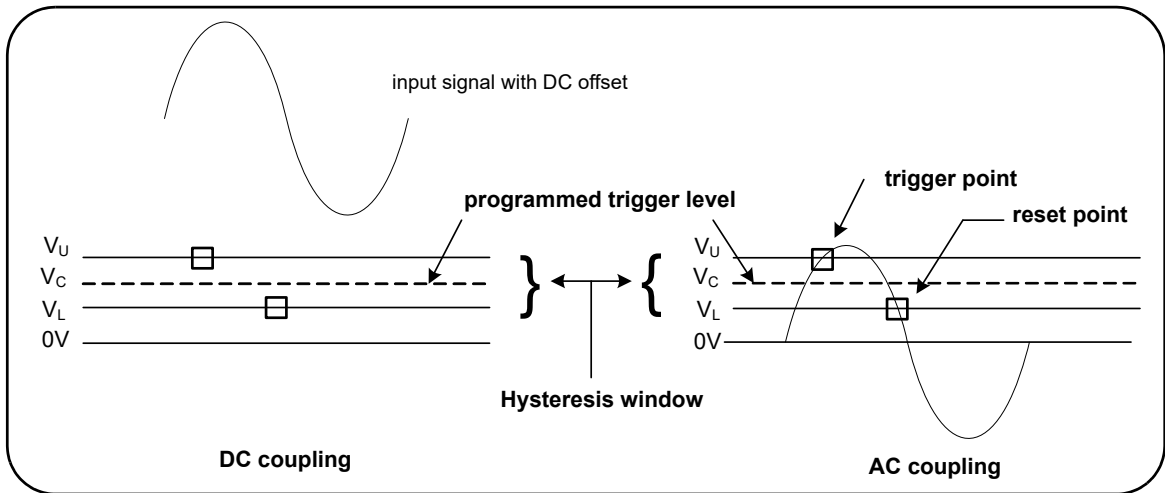 input signal with DC offset
programmed trigger level
trigger point
reset point
VU
VC
VL
0V
VU
VC
VL
0V
}
{
Hysteresis window
DC coupling
AC coupling